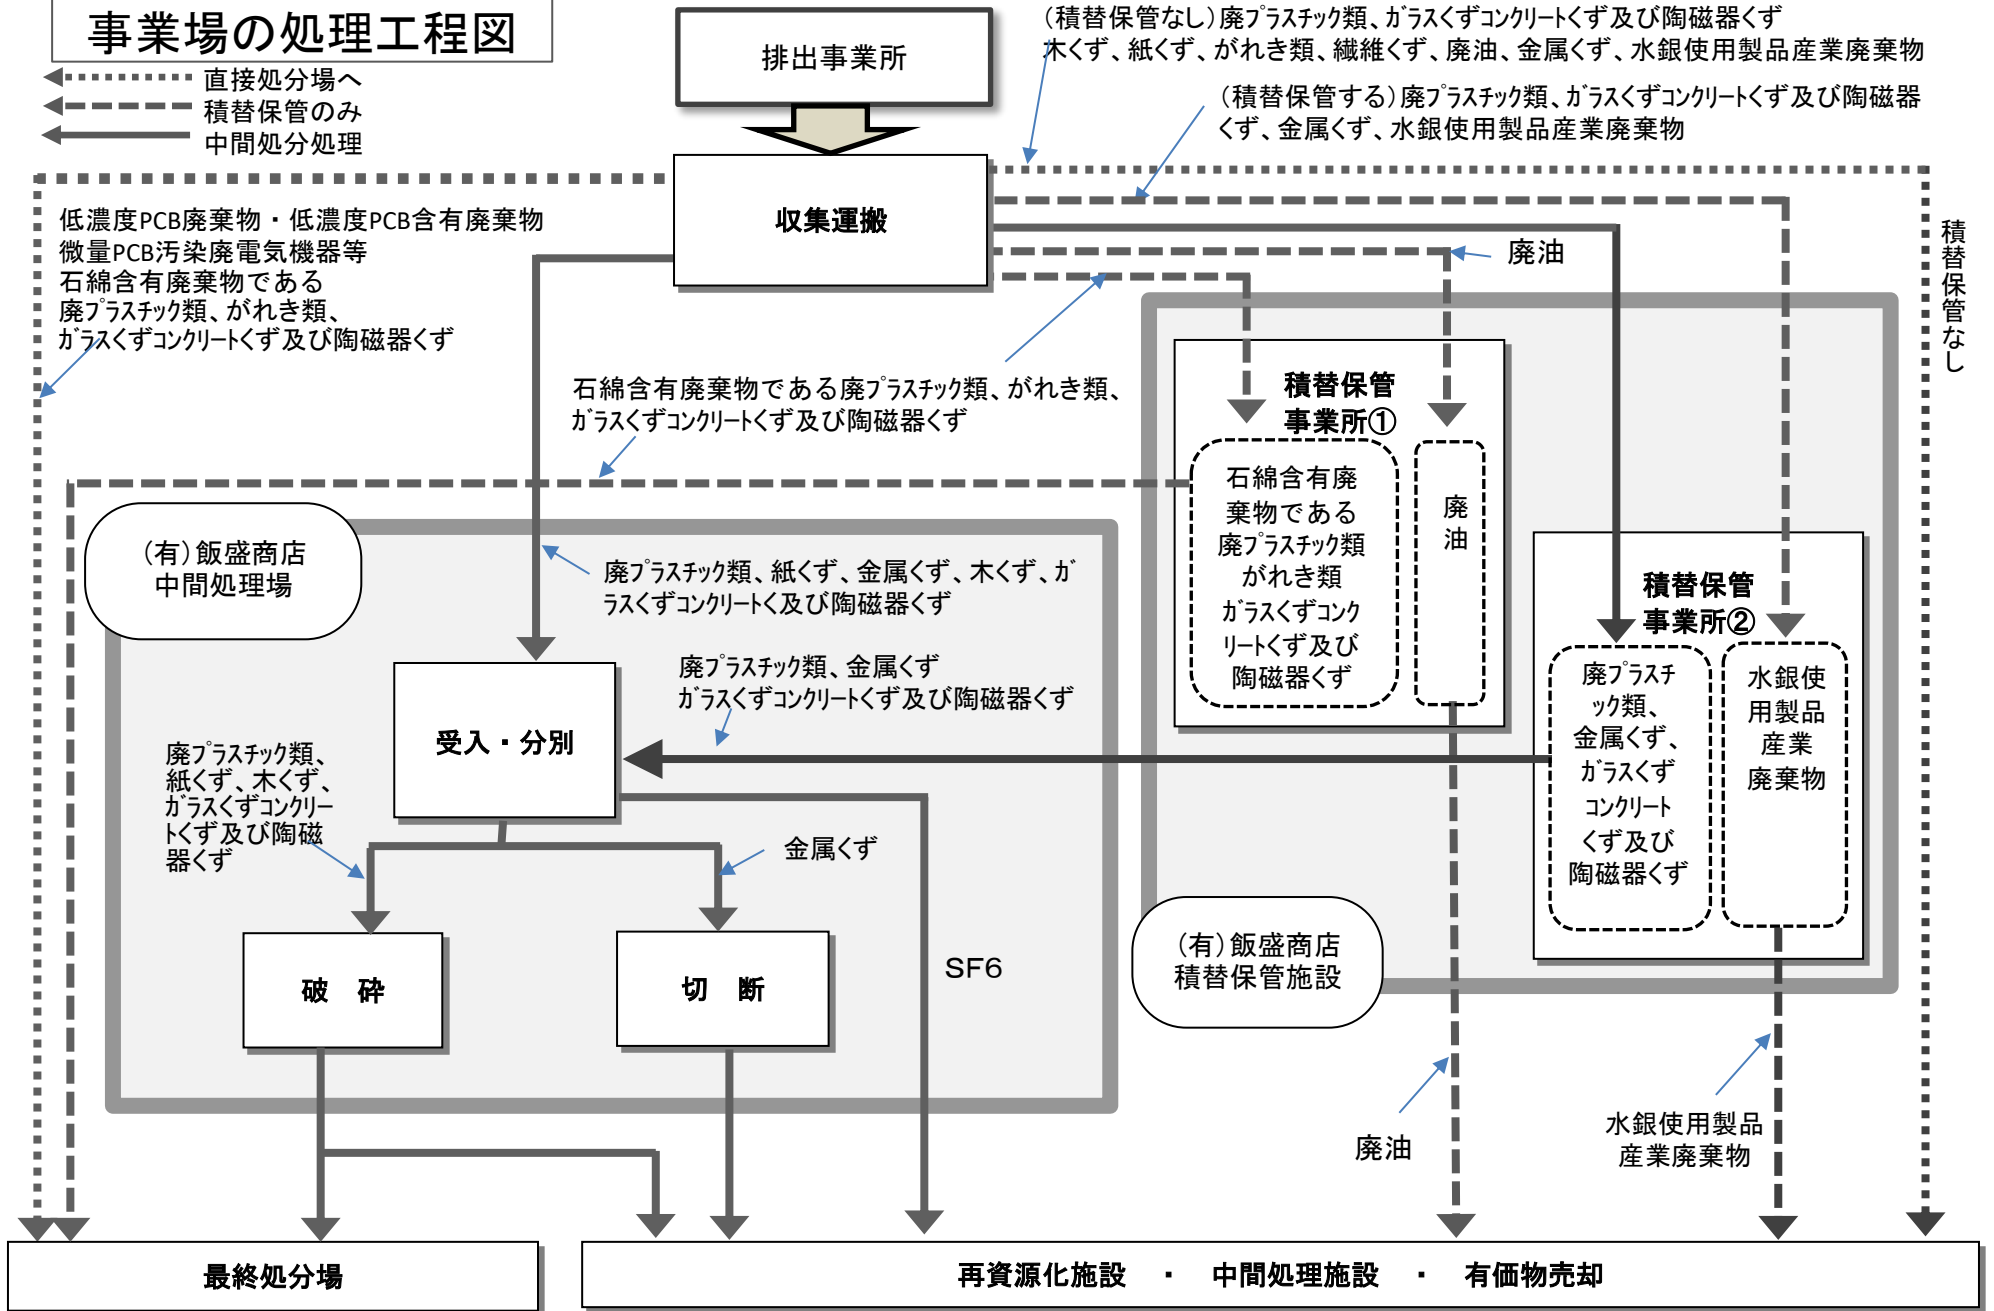 事業場の処理工程図
直接処分場へ
積替保管のみ
中間処分処理
排出事業所
収集運搬
（積替保管なし）廃ﾌﾟﾗｽﾁｯｸ類、ｶﾞﾗｽくずｺﾝｸﾘｰﾄくず及び陶磁器くず
木くず、紙くず、がれき類、繊維くず、廃油、金属くず、水銀使用製品産業廃棄物
（積替保管する）廃ﾌﾟﾗｽﾁｯｸ類、ｶﾞﾗｽくずｺﾝｸﾘｰﾄくず及び陶磁器
くず、金属くず、水銀使用製品産業廃棄物
低濃度PCB廃棄物・低濃度PCB含有廃棄物
微量PCB汚染廃電気機器等
石綿含有廃棄物である
廃ﾌﾟﾗｽﾁｯｸ類、がれき類、
ｶﾞﾗｽくずｺﾝｸﾘｰﾄくず及び陶磁器くず
廃油
積替保管なし
石綿含有廃棄物である廃ﾌﾟﾗｽﾁｯｸ類、がれき類、
ｶﾞﾗｽくずｺﾝｸﾘｰﾄくず及び陶磁器くず
積替保管
事業所①
石綿含有廃
棄物である
廃ﾌﾟﾗｽﾁｯｸ類
がれき類
ｶﾞﾗｽくずｺﾝｸ
ﾘｰﾄくず及び
陶磁器くず
廃油
積替保管
事業所②
廃ﾌﾟﾗｽﾁ
ｯｸ類、
金属くず、
ｶﾞﾗｽくず
ｺﾝｸﾘｰﾄ
くず及び
陶磁器くず
水銀使
用製品
産業
廃棄物
（有）飯盛商店
積替保管施設
（有）飯盛商店
中間処理場
廃ﾌﾟﾗｽﾁｯｸ類、紙くず、金属くず、木くず、ｶﾞ
ﾗｽくずｺﾝｸﾘｰﾄく及び陶磁器くず
廃ﾌﾟﾗｽﾁｯｸ類、金属くず
ｶﾞﾗｽくずｺﾝｸﾘｰﾄくず及び陶磁器くず
受入・分別
廃ﾌﾟﾗｽﾁｯｸ類、
紙くず、木くず、
ｶﾞﾗｽくずｺﾝｸﾘｰ
ﾄくず及び陶磁
器くず
金属くず
破　砕
切　断
SF6
廃油
水銀使用製品
産業廃棄物
最終処分場
再資源化施設　・　中間処理施設　・　有価物売却